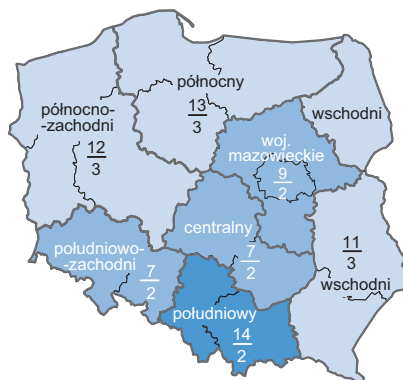 północny
13
3
północno-
-zachodni
12
3
wschodni
woj.
mazowieckie
9
2
centralny
7
2
południowo-
-zachodni
7
2
11
3
wschodni
południowy
14
2